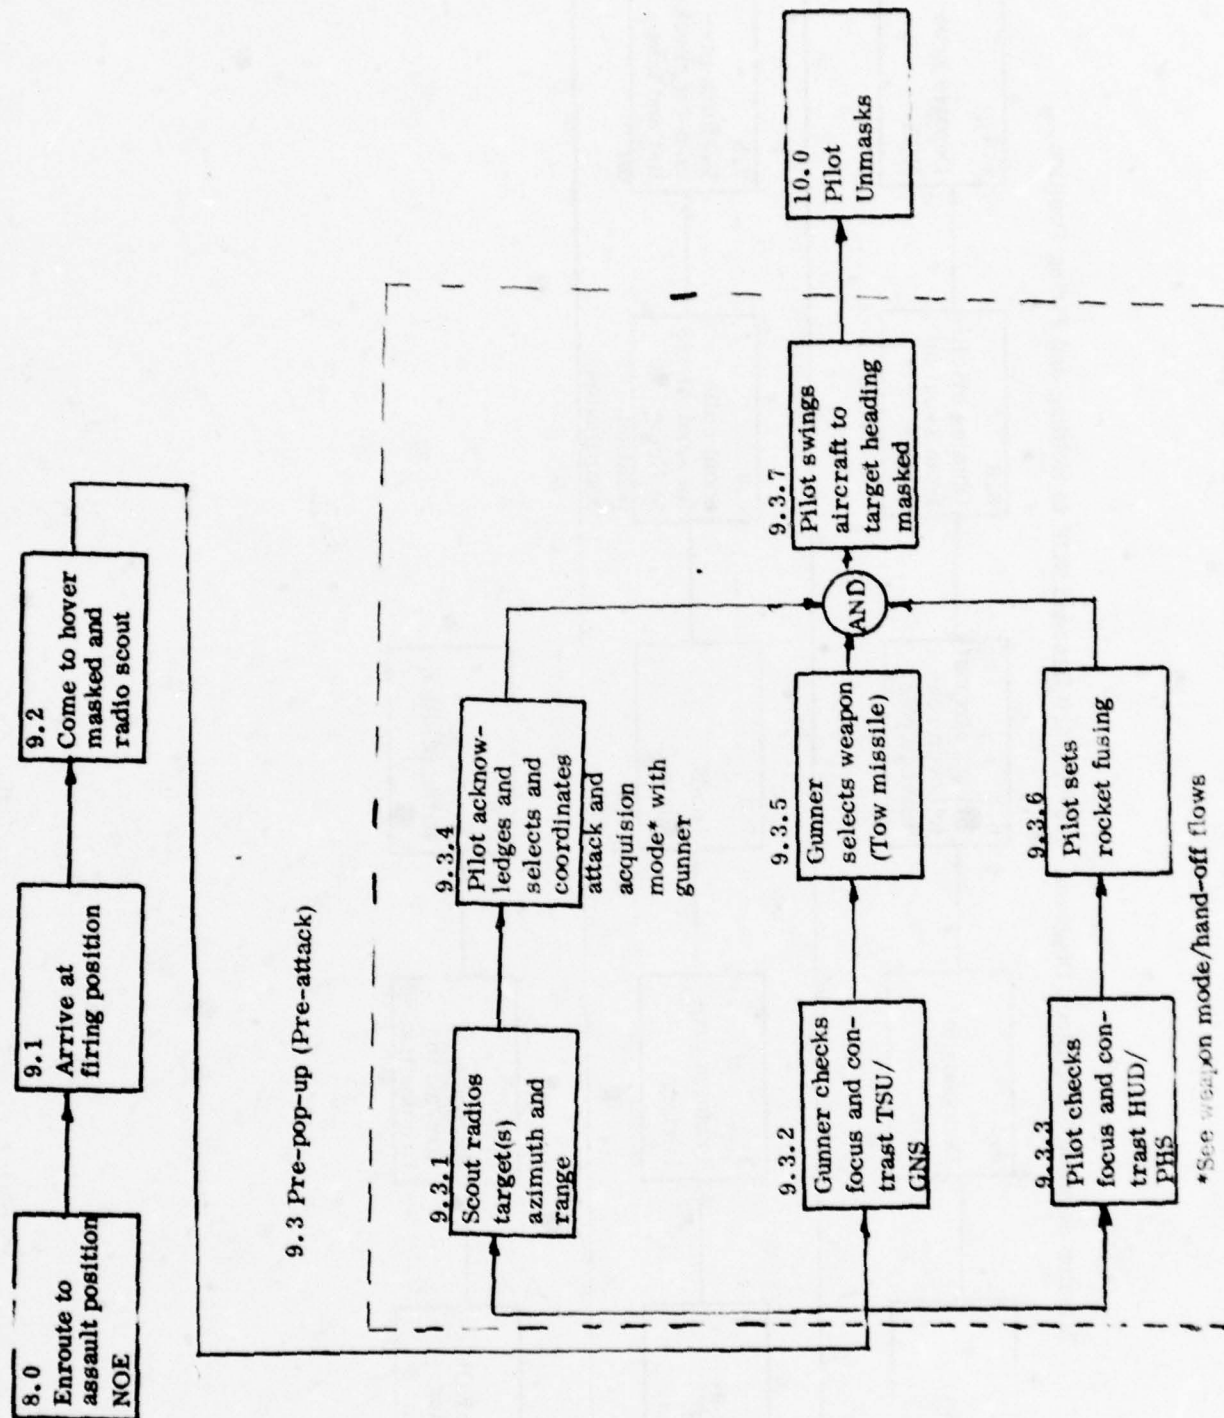 8.0
Enroute to
assault position
NOE
9.1
Arrive at
firing position
9.2
Come to hover
masked and
radio scout
9.3 Pre-pop-up (Pre-attack)
9.3.1
Scout radios
target(s)
azimuth and
range
9.3.4
Pilot acknow-
ledges and
selects and
coordinates
attack and
acquision
mode* with
gunner
9.3.2
Gunner checks
focus and con-
trast TSU/
GNS
9.3.5
Gunner
selects weapon
(Tow missile)
9.3.3
Pilot checks
focus and con-
trast HUD/
PHS
9.3.6
Pilot sets
rocket fusing
AND
9.3.7
Pilot swings
aircraft to
target heading
masked
10.0
Pilot
Unmasks
*See weapon mode/hand-off flows